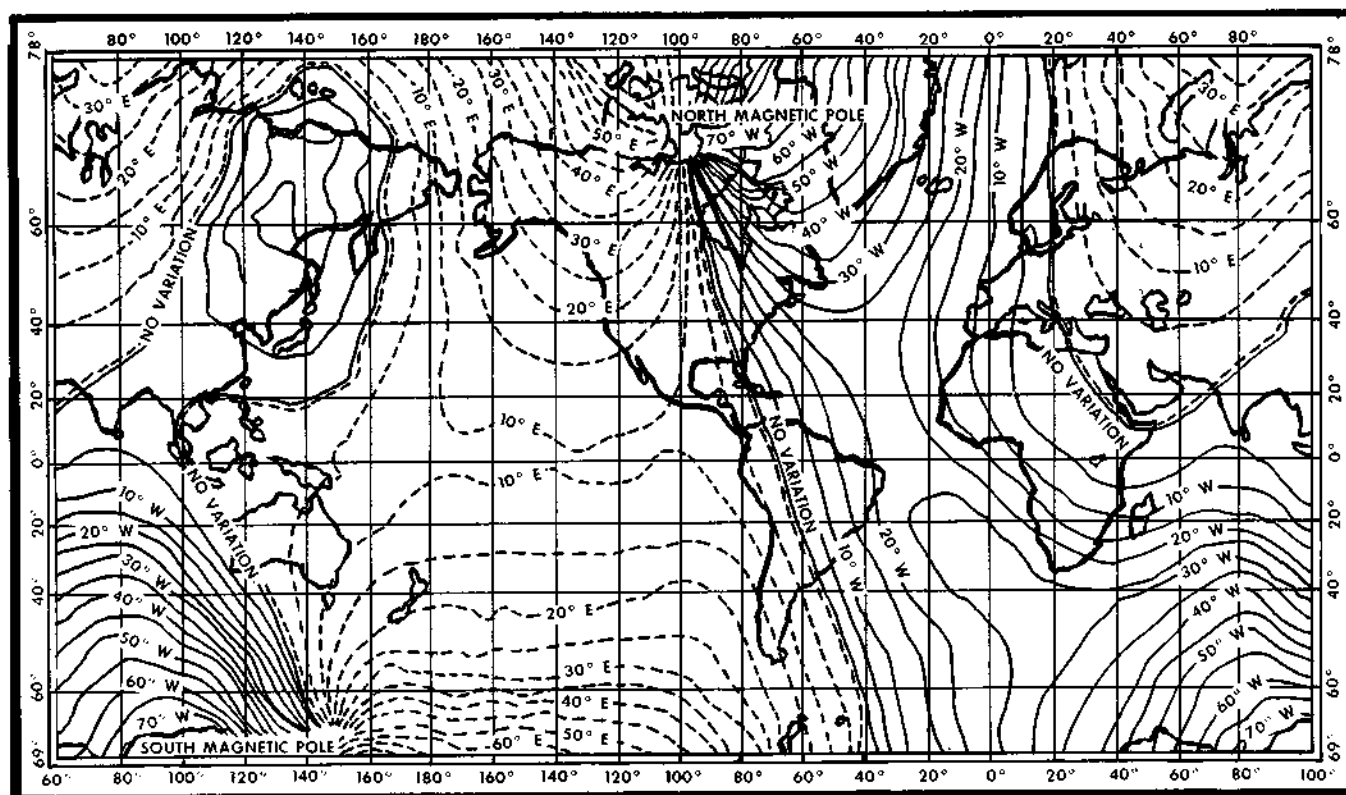 80° 100° 120° 140° 160° 180° 160° 140° 120° 100° 80° 60° 40° 20° 0° 20° 40° 60° 80°
78° 78°
30° E 10° E 10° E 20° E 30° E 30° E
NORTH MAGNETIC POLE
50° E 70° W 60° W 20° W
20° E 40° E 50° W 10° W 20° E
10° E 40° W
60° 60°
NO VARIATION 30° E 30° W 10° E
20° E
40° 40°
NO VARIATION
20° 20°
10° E NO VARIATION
0° 10° E 0°
NO VARIATION
10° W 10° W
20° 20° W 20° W 20° W 20°
30° W 10° W 30° W
40° 40° W 20° E 40° W 40°
50° W 50° W
30° E
60° 60° W 40° E 60° W 60°
70° W 50° E 70° W
SOUTH MAGNETIC POLE 60° E
69° 69°
60° 80° 100° 120° 140° 160° 180° 160° 140° 120° 100° 80° 60° 40° 20° 0° 20° 40° 60° 80° 100°